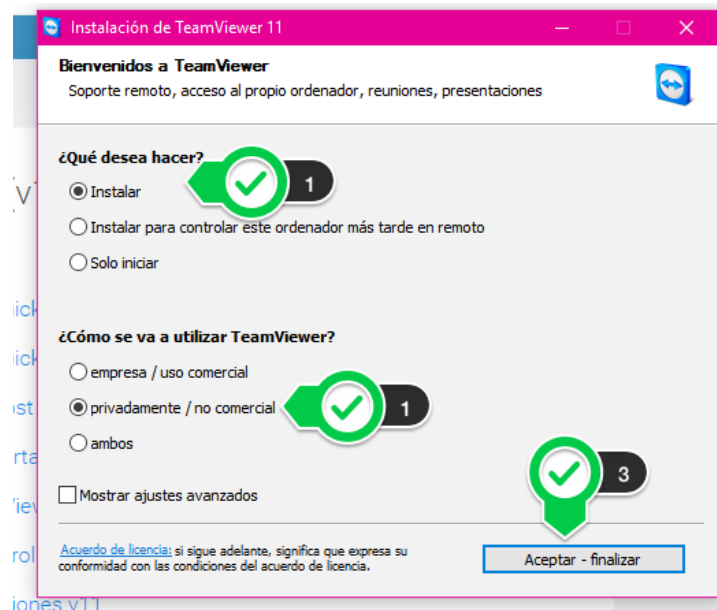 Instalación de TeamViewer 11
Bienvenidos a TeamViewer
Soporte remoto, acceso al propio ordenador, reuniones, presentaciones
¿Qué desea hacer?
Instalar
1
Instalar para controlar este ordenador más tarde en remoto
Solo iniciar
¿Cómo se va a utilizar TeamViewer?
empresa / uso comercial
privadamente / no comercial
1
ambos
3
Mostrar ajustes avanzados
Acuerdo de licencia: si sigue adelante, significa que expresa su
conformidad con las condiciones del acuerdo de licencia.
Aceptar - finalizar
iones v11